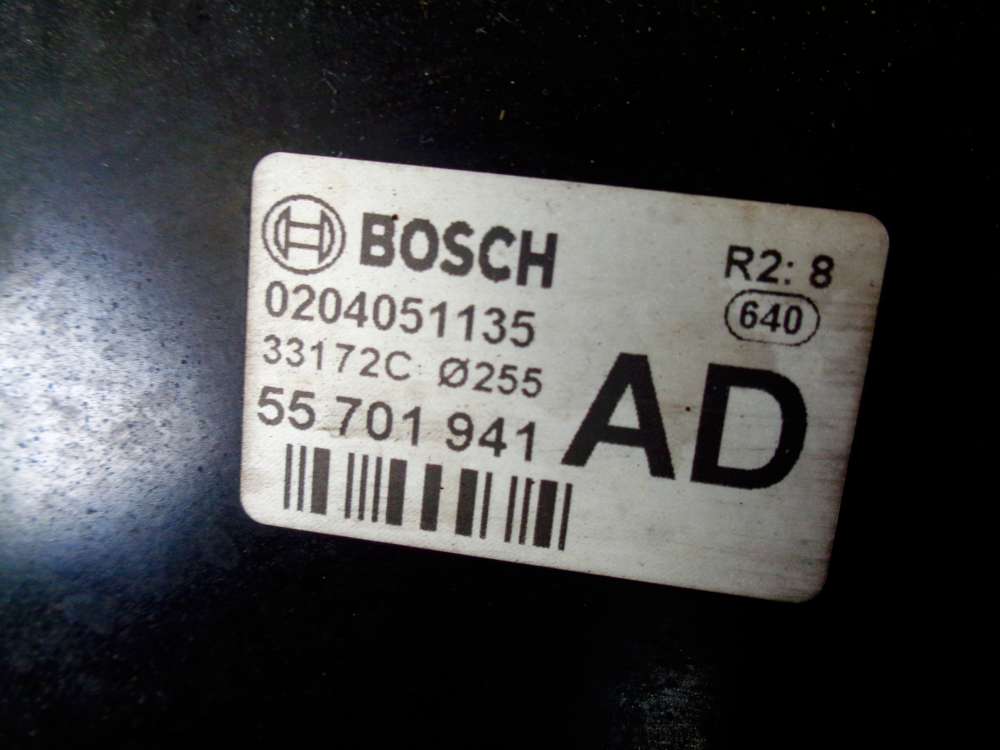 BOSCH
R2: 8
0204051135
640
33172C Ø255
55 701 941
AD